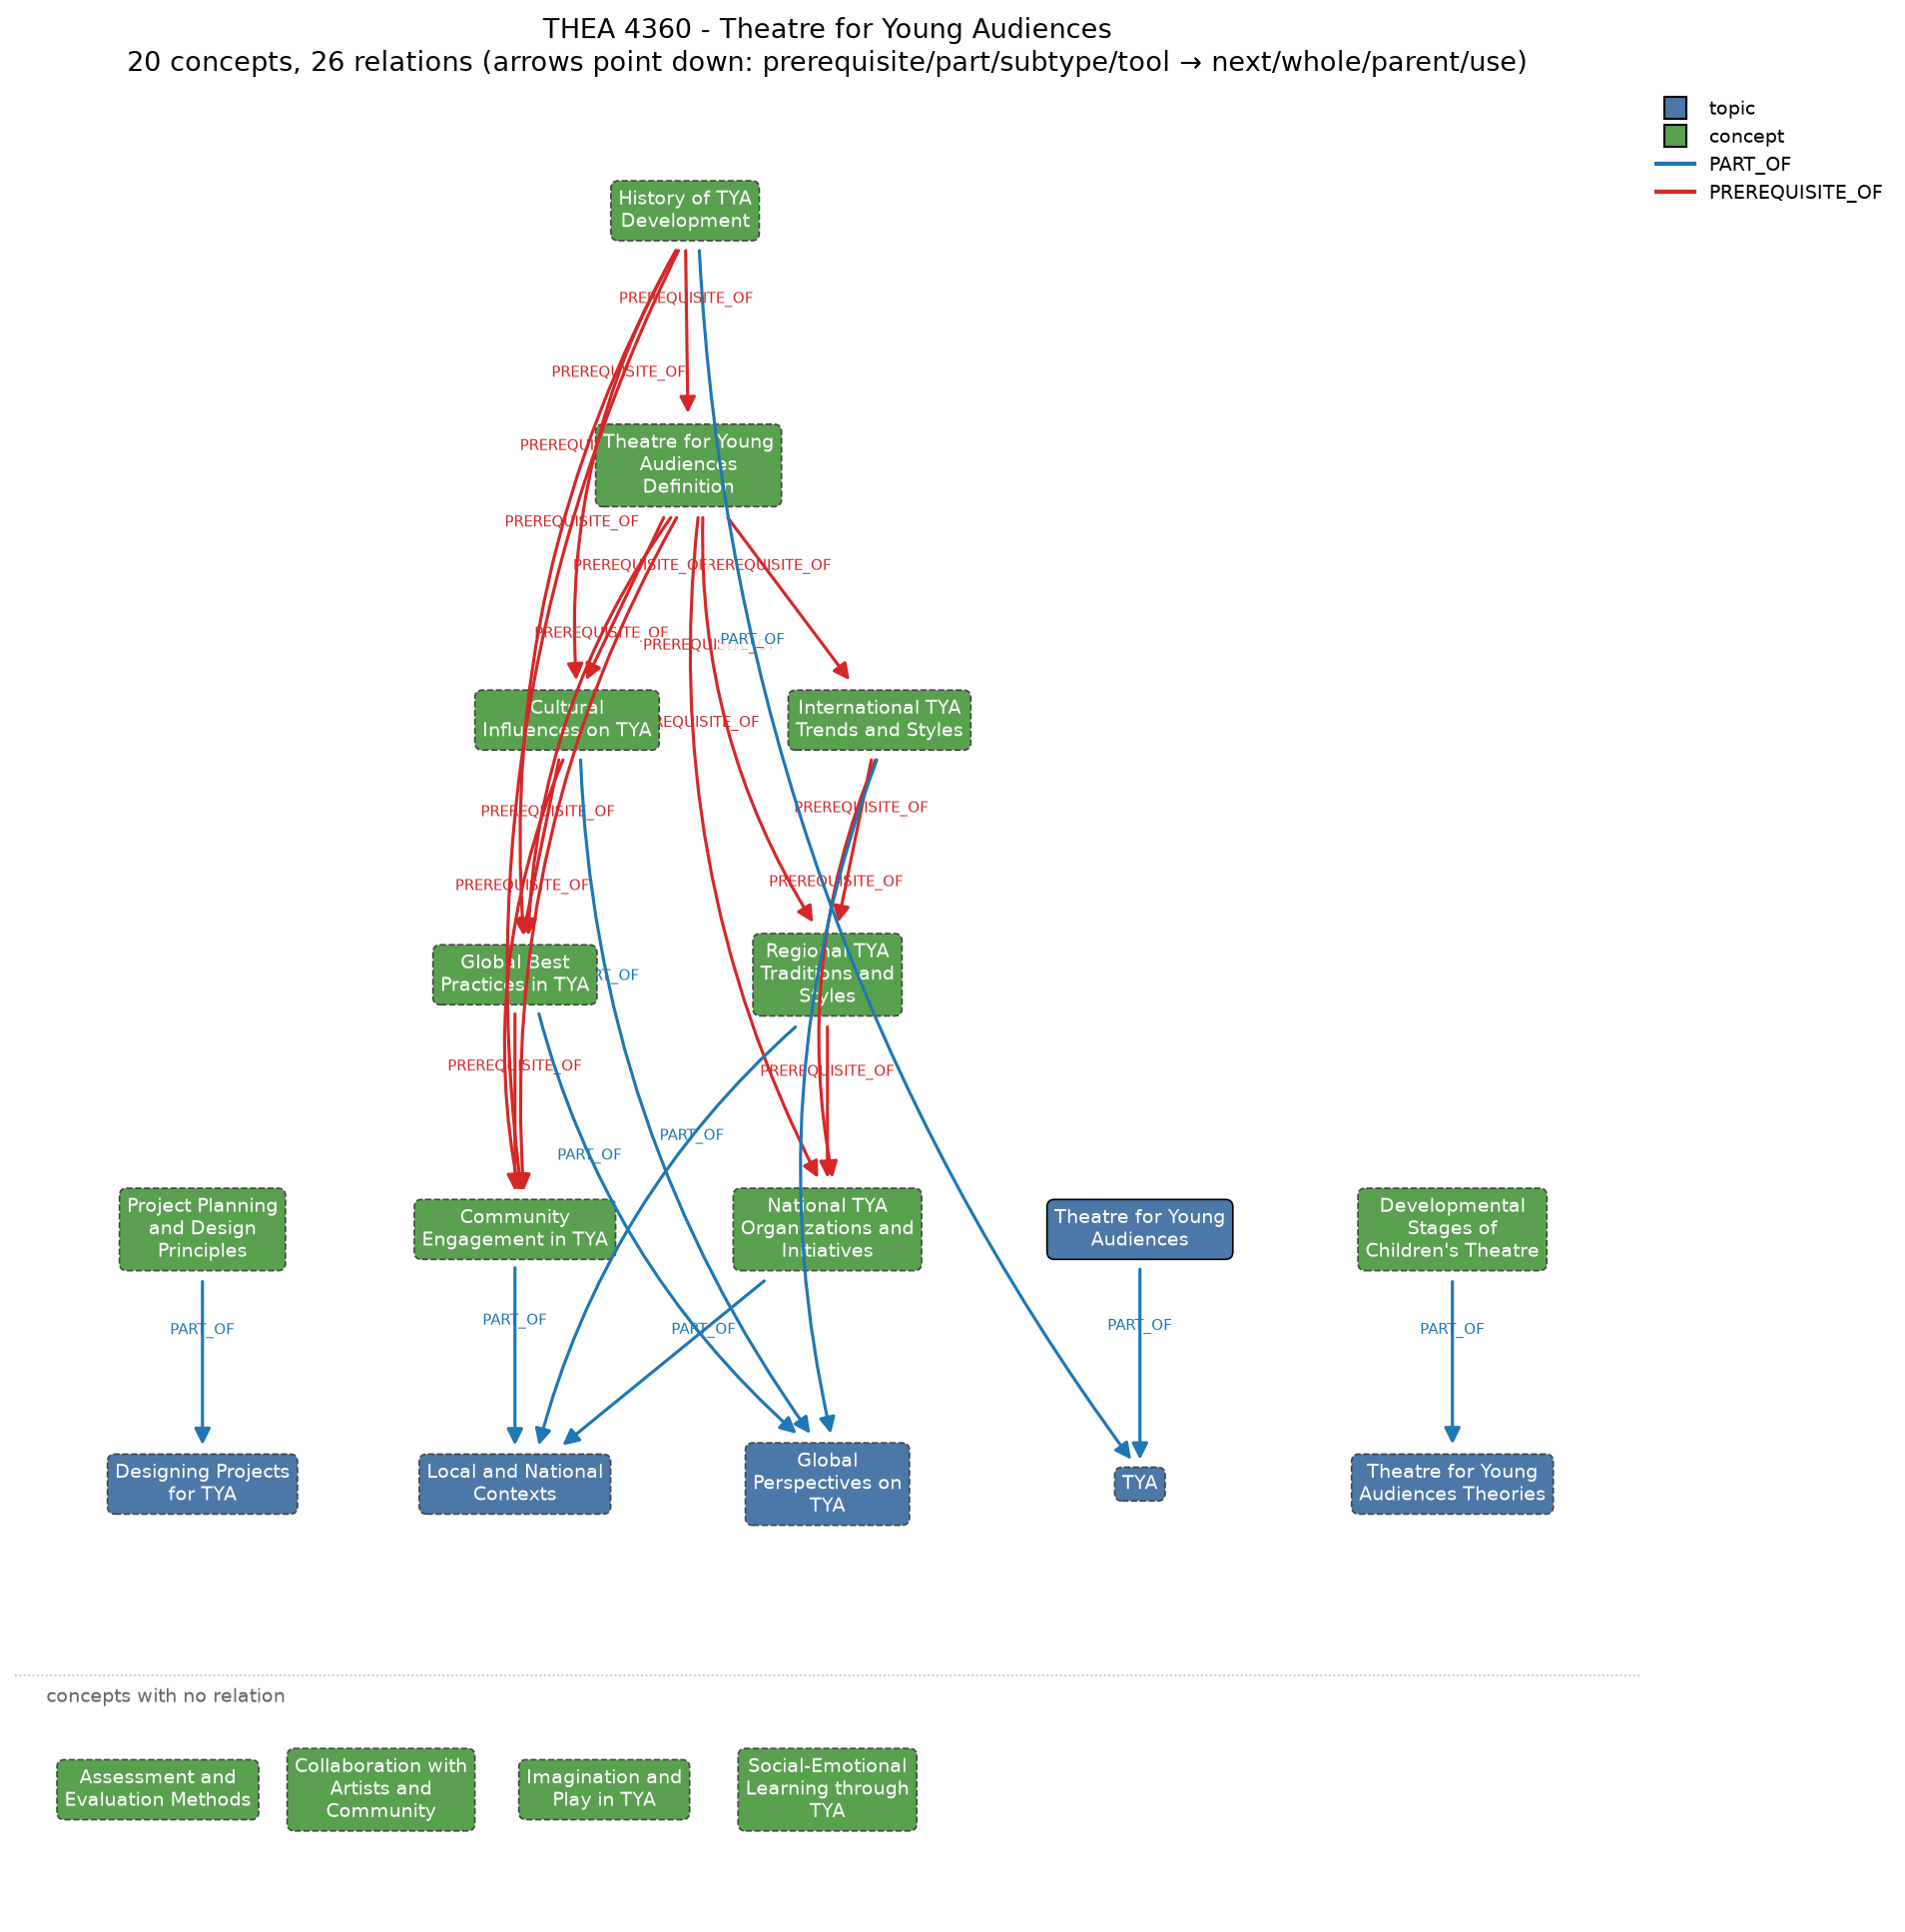 THEA 4360 - Theatre for Young Audiences
20 concepts, 26 relations (arrows point down: prerequisite/part/subtype/tool → next/whole/parent/use)
topic
concept
PART_OF
PREREQUISITE_OF
History of TYA
Development
PREREQUISITE_OF
PREREQUISITE_OF
Theatre for Young
Audiences
Definition
PREREQUISITE_OF
PREREQUISITE_OF
PREREQUISITE_OF
PART_OF
Cultural
Influences on TYA
International TYA
Trends and Styles
PREREQUISITE_OF
PREREQUISITE_OF
PREREQUISITE_OF
PREREQUISITE_OF
Global Best
Practices in TYA
Regional TYA
Traditions and
Styles
PREREQUISITE_OF
PREREQUISITE_OF
PART_OF
PART_OF
Project Planning
and Design
Principles
Community
Engagement in TYA
National TYA
Organizations and
Initiatives
Theatre for Young
Audiences
Developmental
Stages of
Children's Theatre
PART_OF
PART_OF
PART_OF
PART_OF
PART_OF
Designing Projects
for TYA
Local and National
Contexts
Global
Perspectives on
TYA
TYA
Theatre for Young
Audiences Theories
concepts with no relation
Assessment and
Evaluation Methods
Collaboration with
Artists and
Community
Imagination and
Play in TYA
Social-Emotional
Learning through
TYA